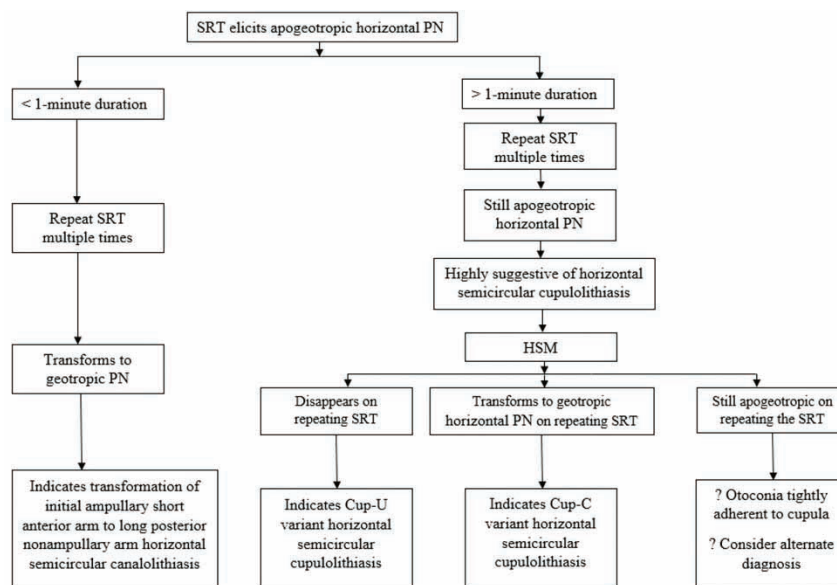 SRT elicits apogeotropic horizontal PN
< 1-minute duration
> 1-minute duration
Repeat SRT
multiple times
Repeat SRT
multiple times
Still apogeotropic
horizontal PN
Highly suggestive of horizontal
semicircular cupulolithiasis
HSM
Transforms to
geotropic PN
Disappears on
repeating SRT
Transforms to geotropic
horizontal PN on repeating SRT
Still apogeotropic on
repeating the SRT
Indicates transformation of
initial ampullary short
anterior arm to long posterior
nonampullary arm horizontal
semicircular canalolithiasis
Indicates Cup-U
variant horizontal
semicircular
cupulolithiasis
Indicates Cup-C
variant horizontal
semicircular
cupulolithiasis
? Otoconia tightly
adherent to cupula
? Consider alternate
diagnosis